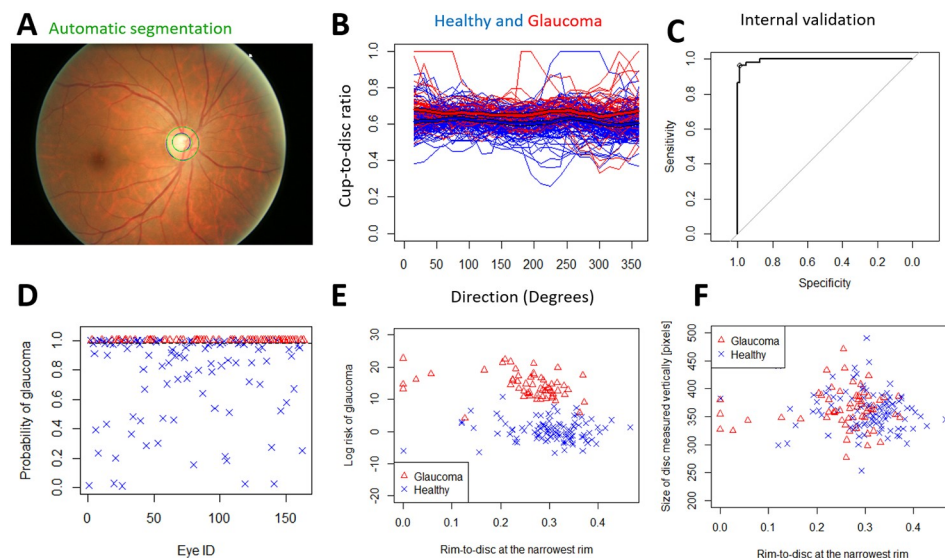 A
Automatic segmentation
B
Healthy and Glaucoma
Cup-to-disc ratio
1.0
0.8
0.6
0.4
0.2
0.0
0 50 100 150 200 250 300 350
Direction (Degrees)
C
Internal validation
Sensitivity
1.0
0.8
0.6
0.4
0.2
0.0
1.0 0.8 0.6 0.4 0.2 0.0
Specificity
D
Probability of glaucoma
1.0
0.8
0.6
0.4
0.2
0.0
0 50 100 150
Eye ID
E
Log risk of glaucoma
30
20
10
0
-10
-20
Glaucoma
Healthy
0.0 0.1 0.2 0.3 0.4
Rim-to-disc at the narrowest rim
F
Size of disc measured vertically [pixels]
500
450
400
350
300
250
200
Glaucoma
Healthy
0.0 0.1 0.2 0.3 0.4
Rim-to-disc at the narrowest rim